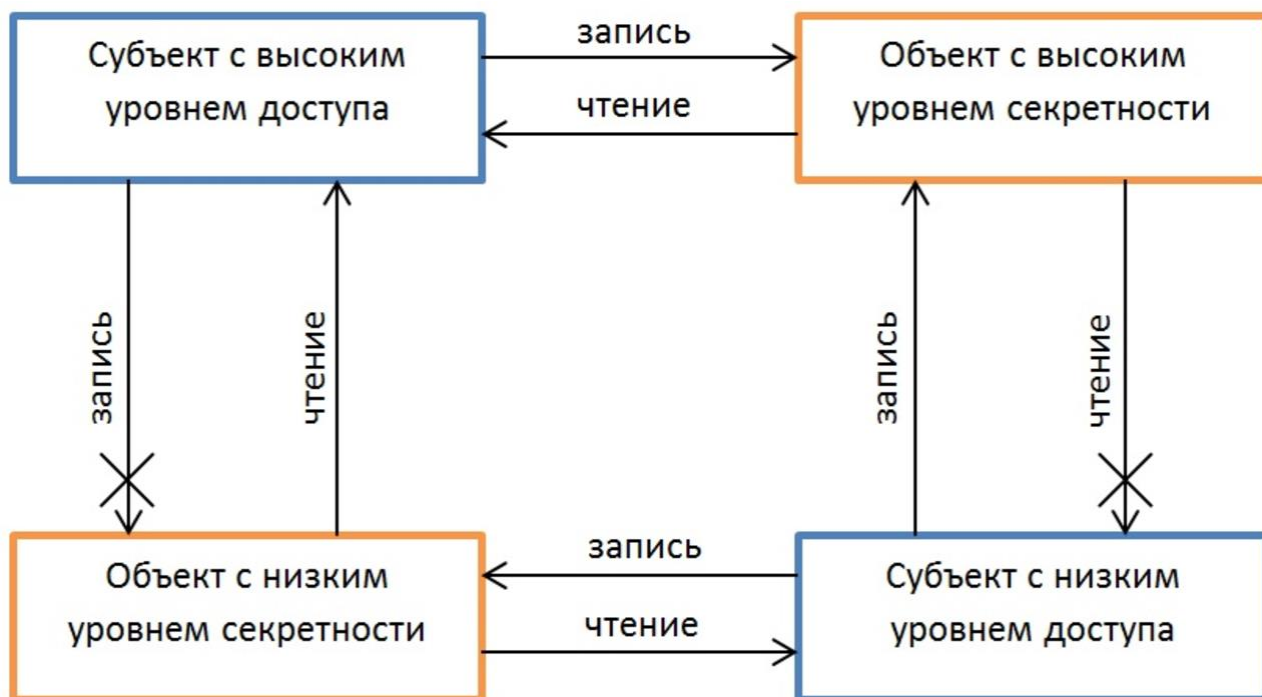 Субъект с высоким
уровнем доступа
запись
чтение
Объект с высоким
уровнем секретности
запись
чтение
запись
чтение
Объект с низким
уровнем секретности
запись
чтение
Субъект с низким
уровнем доступа